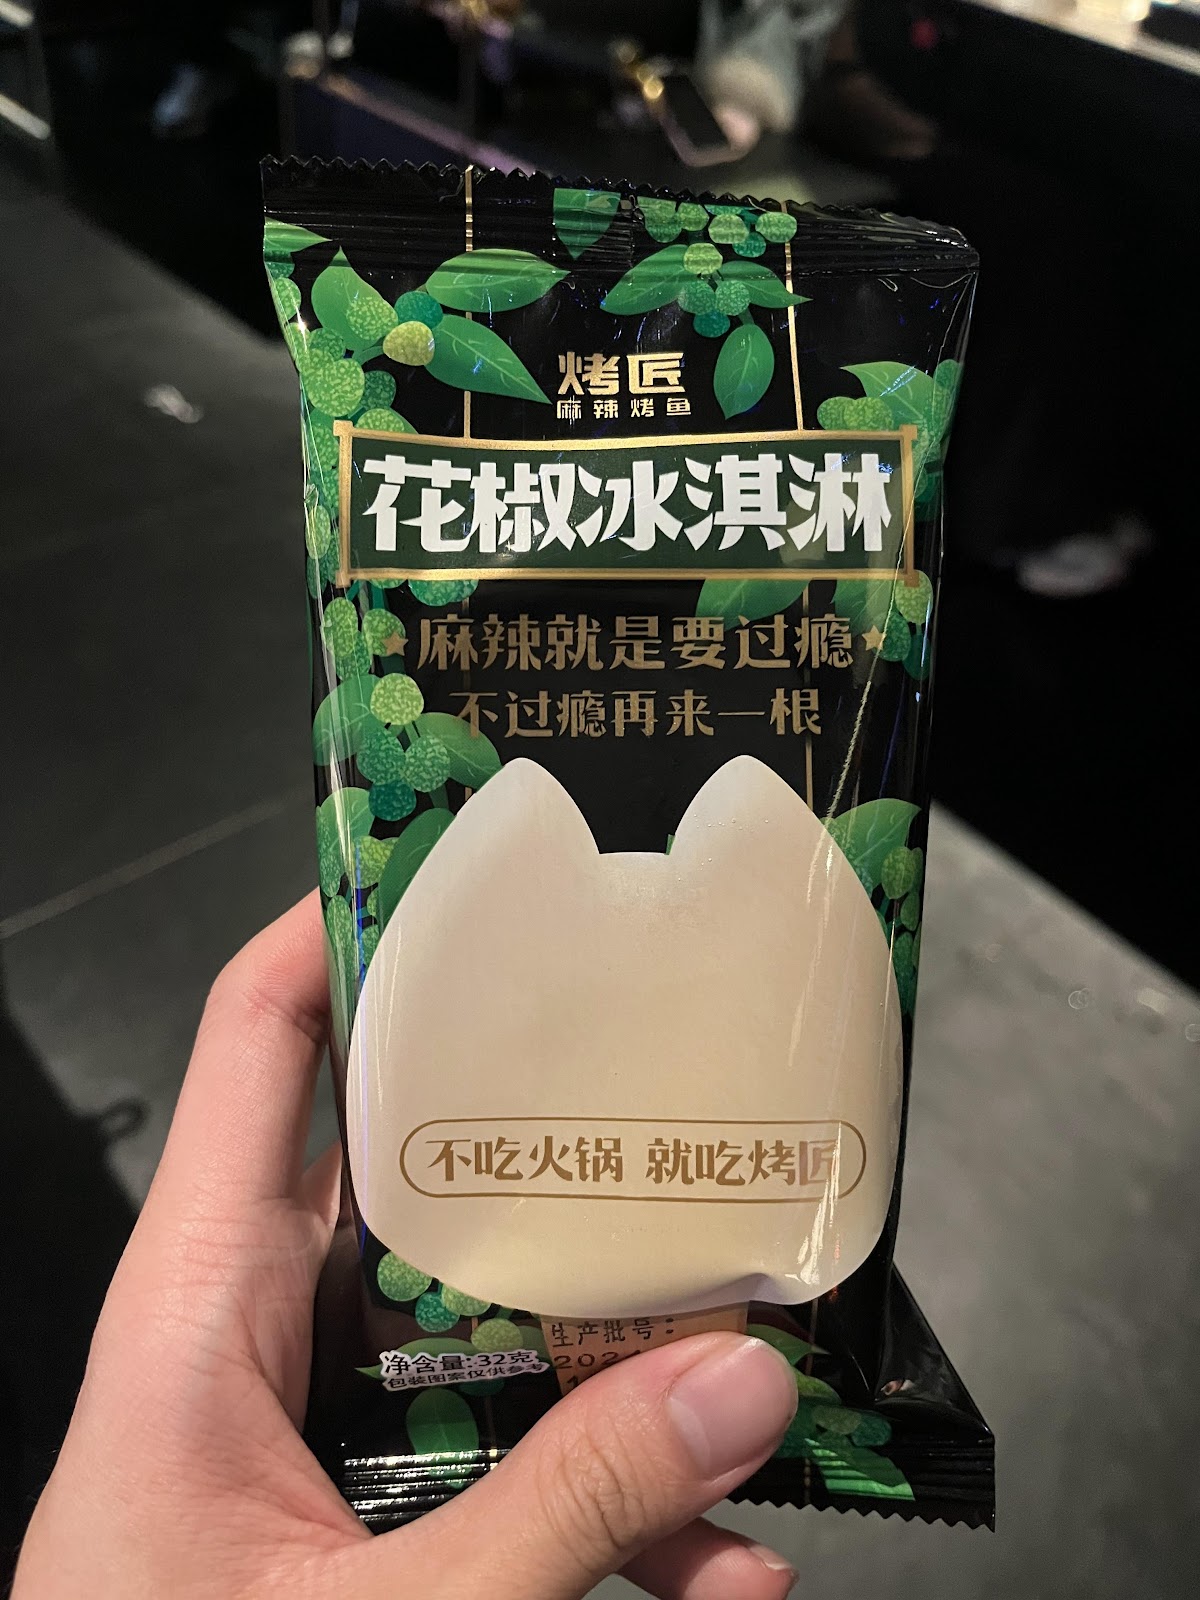 烤匠
麻辣烤鱼
花椒冰淇淋
麻辣就是要过瘾
不过瘾再来一根
不吃火锅 就吃烤匠
生产批号：
净含量:32克
包装图案仅供参考